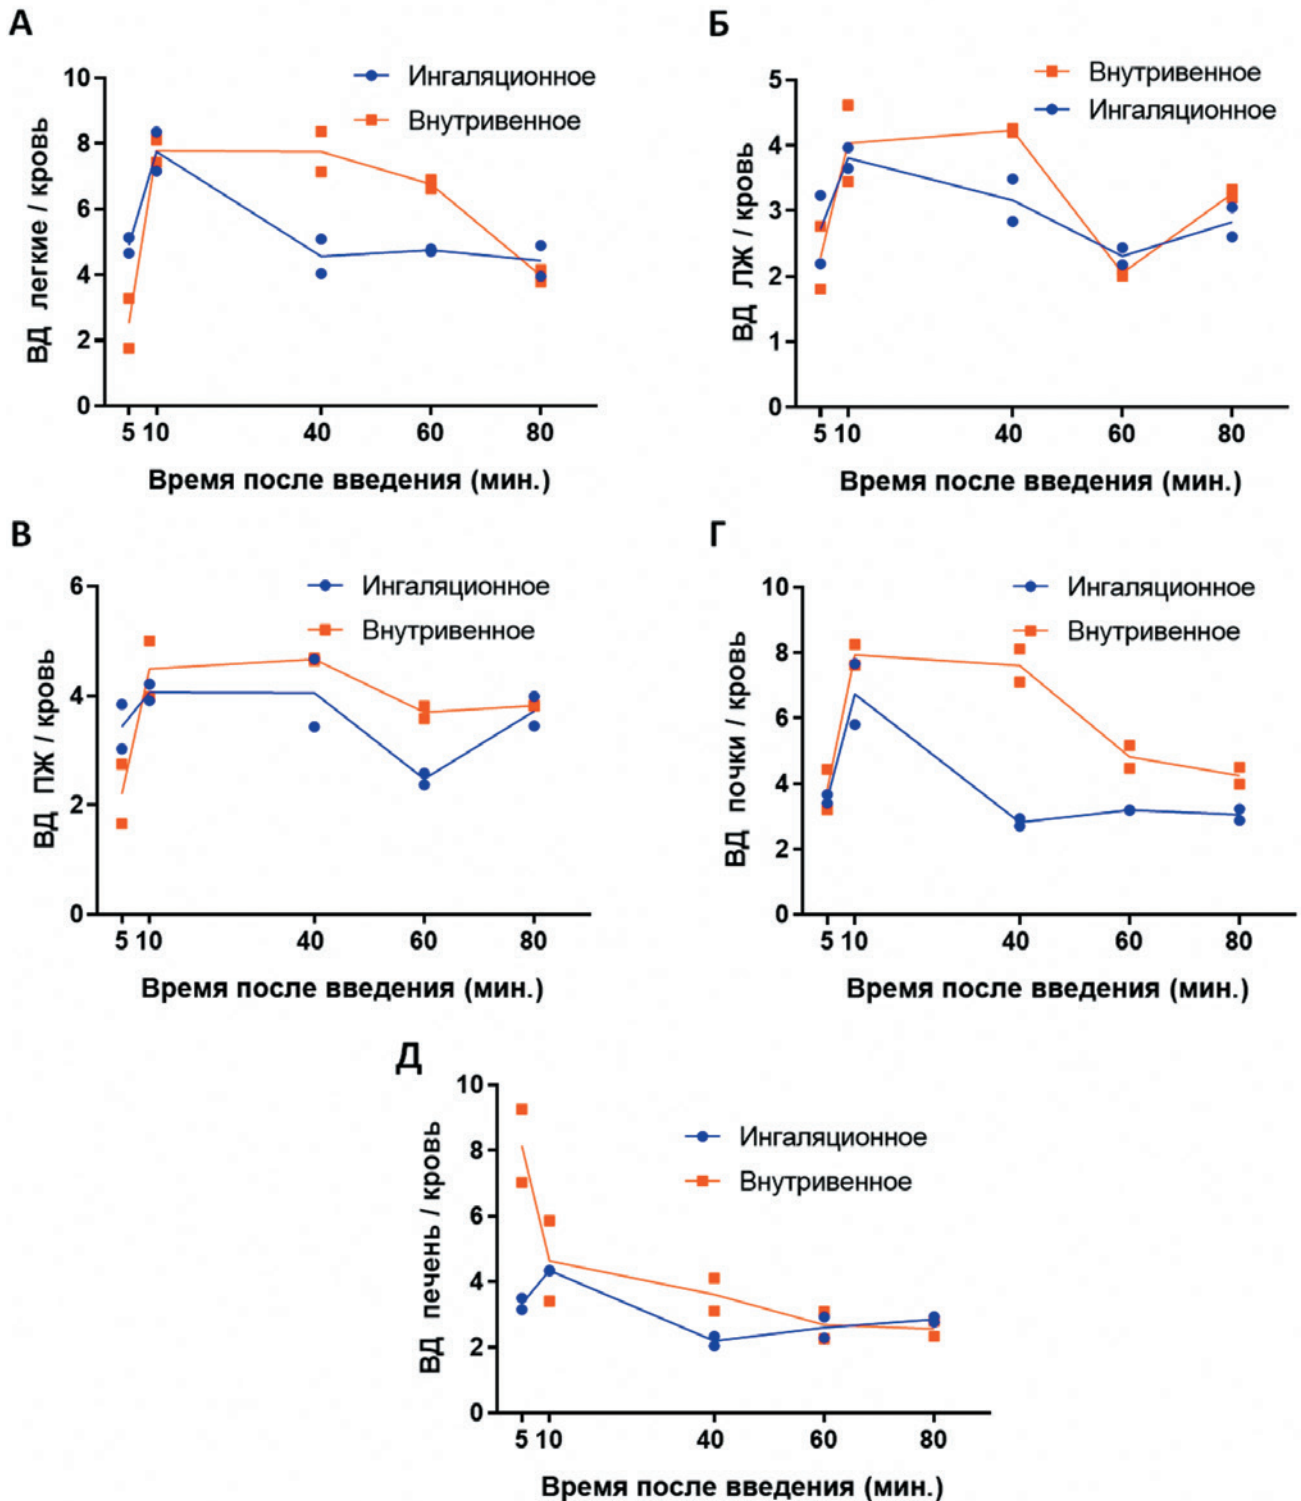 А
ВД легкие / кровь
10
8
6
4
2
0
Ингаляционное
Внутривенное
5 10 40 60 80
Время после введения (мин.)
Б
ВД ЛЖ / кровь
5
4
3
2
1
0
Внутривенное
Ингаляционное
5 10 40 60 80
Время после введения (мин.)
В
ВД ПЖ / кровь
6
4
2
0
Ингаляционное
Внутривенное
5 10 40 60 80
Время после введения (мин.)
Г
ВД почки / кровь
10
8
6
4
2
0
Ингаляционное
Внутривенное
5 10 40 60 80
Время после введения (мин.)
Д
ВД печень / кровь
10
8
6
4
2
0
Ингаляционное
Внутривенное
5 10 40 60 80
Время после введения (мин.)